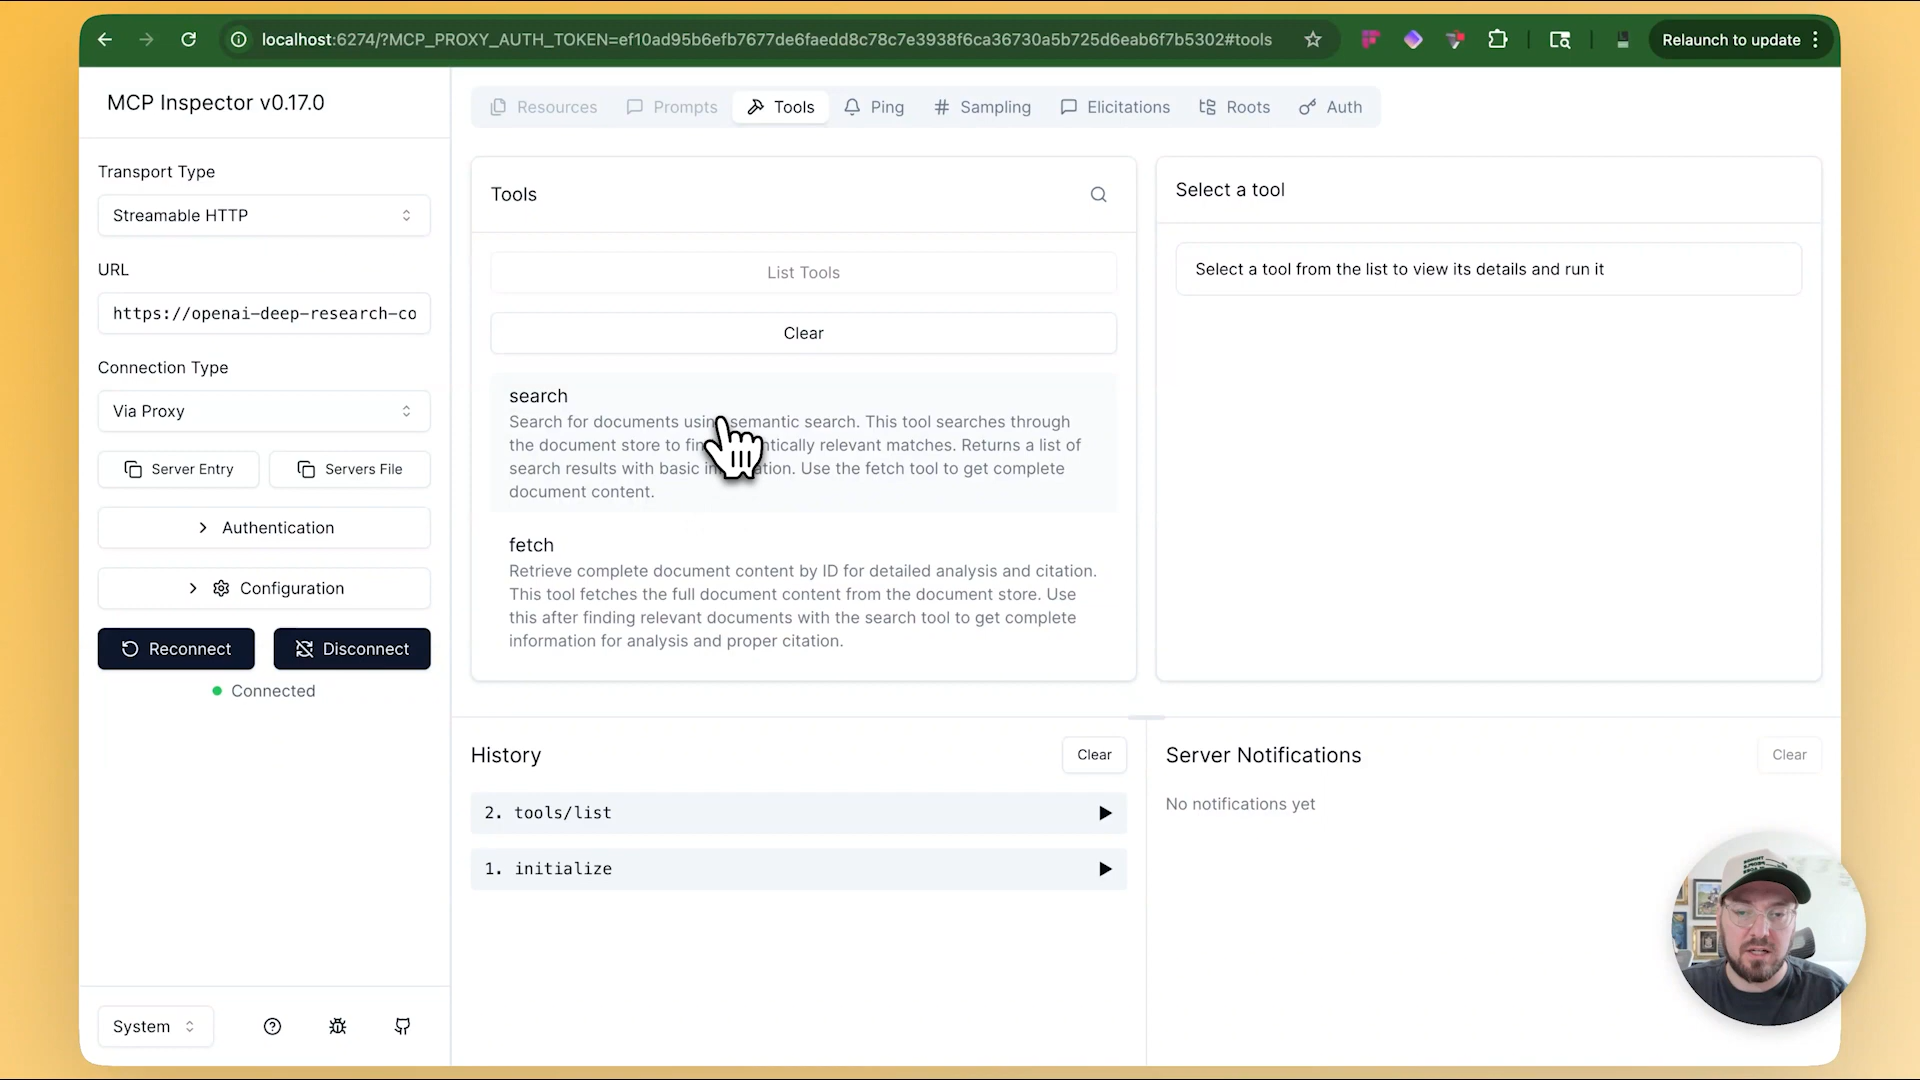 localhost:6274/?MCP_PROXY_AUTH_TOKEN=ef10ad95b6efb7677de6faedd8c78c7e3938f6ca36730a5b725d6eab6f7b5302#tools
Relaunch to update
MCP Inspector v0.17.0
Resources
Prompts
Tools
Ping
Sampling
Elicitations
Roots
Auth
Transport Type
Streamable HTTP
URL
https://openai-deep-research-co
Connection Type
Via Proxy
Server Entry
Servers File
Authentication
Configuration
Reconnect
Disconnect
Connected
System
Tools
List Tools
Clear
search
Search for documents using semantic search. This tool searches through
the document store to find semantically relevant matches. Returns a list of
search results with basic information. Use the fetch tool to get complete
document content.
fetch
Retrieve complete document content by ID for detailed analysis and citation.
This tool fetches the full document content from the document store. Use
this after finding relevant documents with the search tool to get complete
information for analysis and proper citation.
Select a tool
Select a tool from the list to view its details and run it
History
Clear
2. tools/list
1. initialize
Server Notifications
Clear
No notifications yet